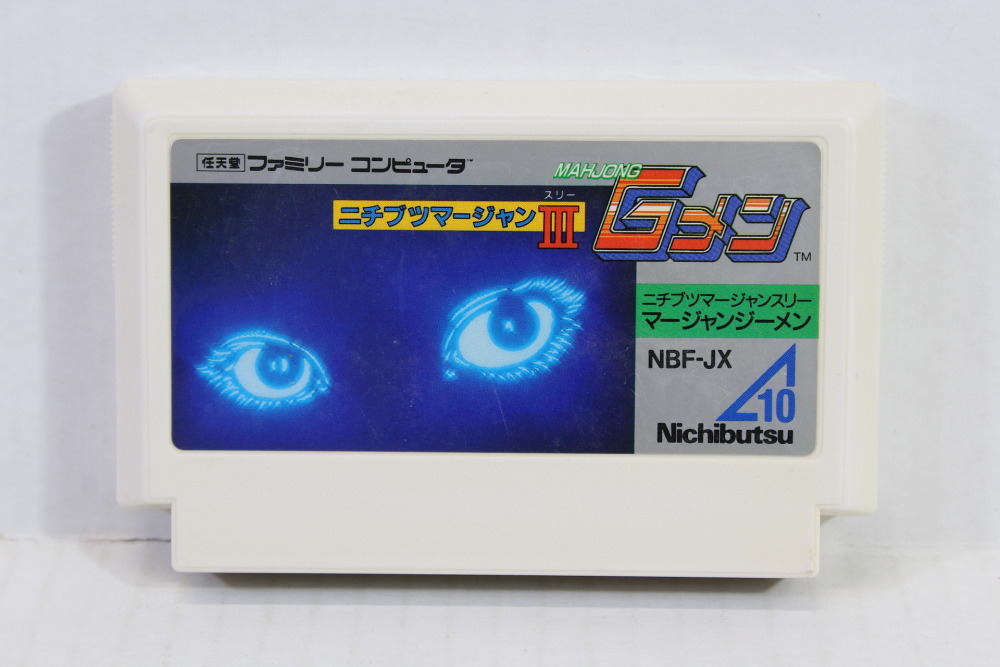 任天堂 ファミリー コンピュータ™
MAHJONG
Gメン™
スリー
ニチブツマージャンIII
ニチブツマージャンスリー
マージャンジーメン
NBF-JX
10
Nichibutsu